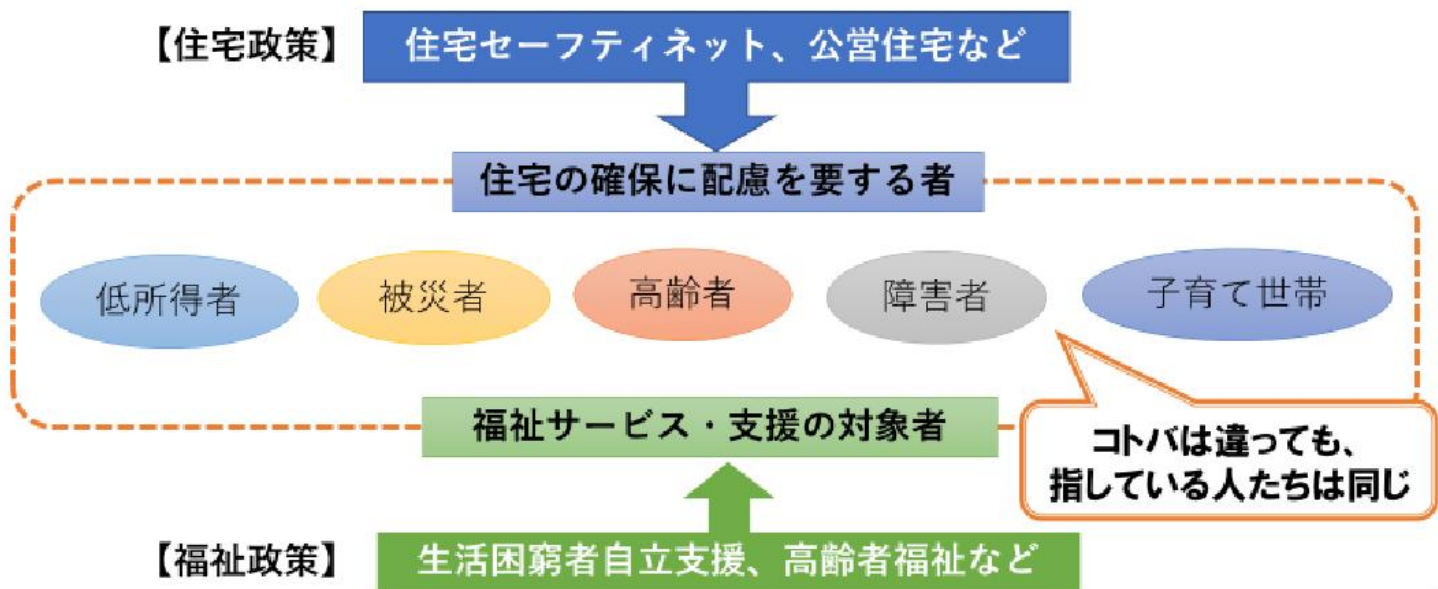 【住宅政策】 住宅セーフティネット、公営住宅など
住宅の確保に配慮を要する者
低所得者 被災者 高齢者 障害者 子育て世帯
福祉サービス・支援の対象者
コトバは違っても、
指している人たちは同じ
【福祉政策】 生活困窮者自立支援、高齢者福祉など